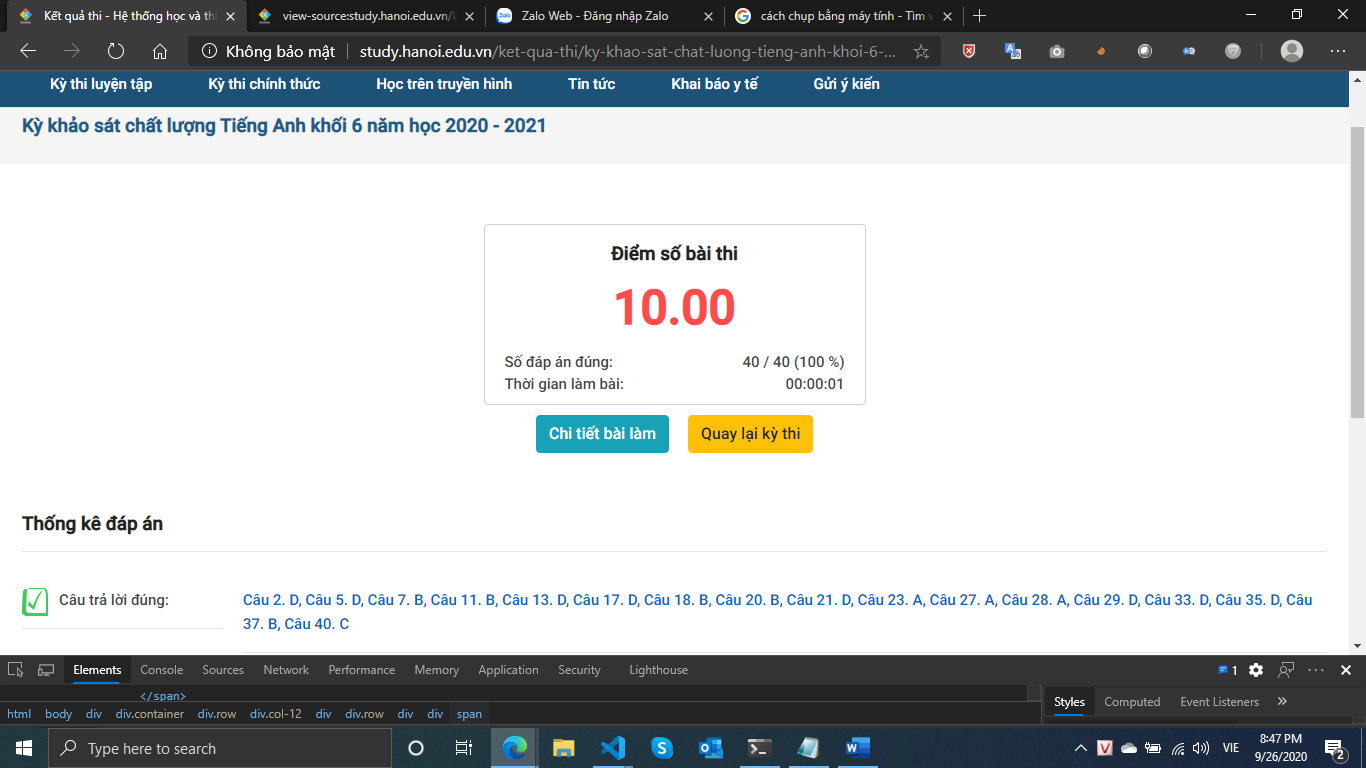 Kết quả thi - Hệ thống học và thi
view-source:study.hanoi.edu.vn/
Zalo Web - Đăng nhập Zalo
cách chụp bằng máy tính - Tìm v
Không bảo mật
study.hanoi.edu.vn/ket-qua-thi/ky-khao-sat-chat-luong-tieng-anh-khoi-6-...
Kỳ thi luyện tập
Kỳ thi chính thức
Học trên truyền hình
Tin tức
Khai báo y tế
Gửi ý kiến
Kỳ khảo sát chất lượng Tiếng Anh khối 6 năm học 2020 - 2021
Điểm số bài thi
10.00
Số đáp án đúng: 40 / 40 (100 %)
Thời gian làm bài: 00:00:01
Chi tiết bài làm
Quay lại kỳ thi
Thống kê đáp án
Câu trả lời đúng:
Câu 2. D, Câu 5. D, Câu 7. B, Câu 11. B, Câu 13. D, Câu 17. D, Câu 18. B, Câu 20. B, Câu 21. D, Câu 23. A, Câu 27. A, Câu 28. A, Câu 29. D, Câu 33. D, Câu 35. D, Câu
37. B, Câu 40. C
Elements Console Sources Network Performance Memory Application Security Lighthouse
1
</span>
html body div div.container div.row div.col-12 div div.row div div span
Styles Computed Event Listeners
Type here to search
VIE
8:47 PM
9/26/2020
2